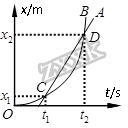 x/m
B A
x₂
D
C
x₁
O t₁ t₂ t/s